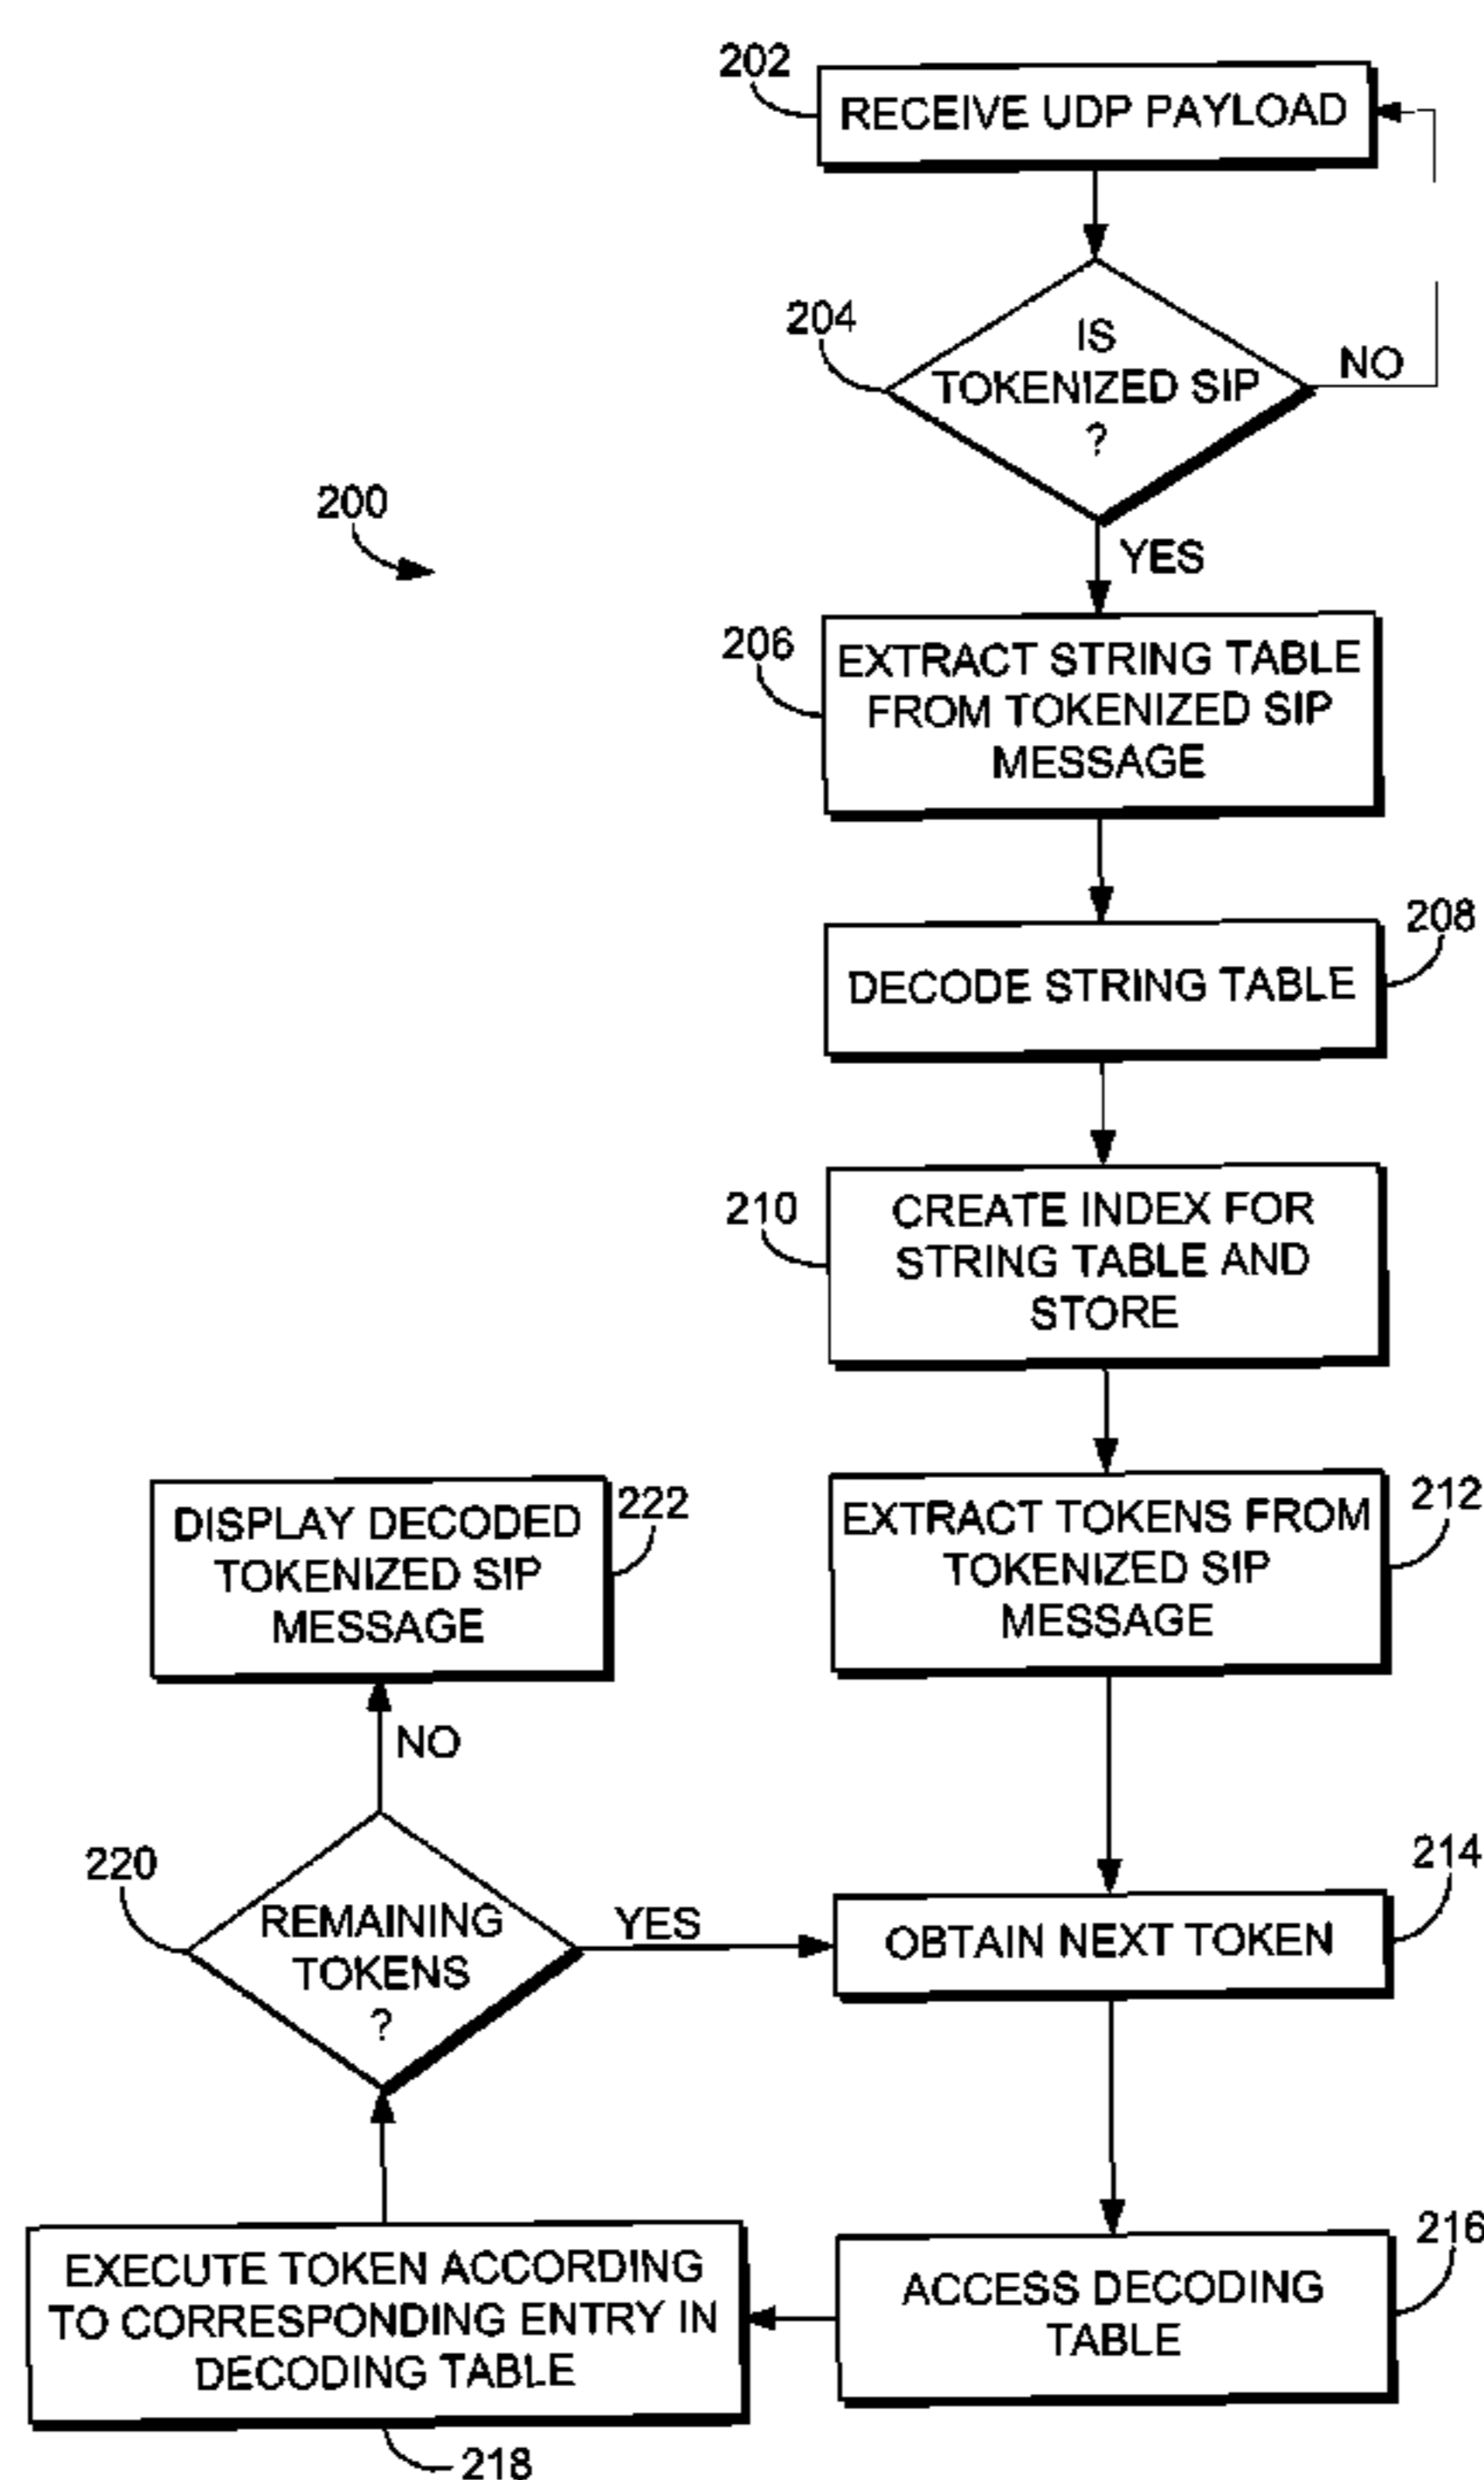 202
RECEIVE UDP PAYLOAD
204
IS
TOKENIZED SIP
?
NO
200
YES
206
EXTRACT STRING TABLE
FROM TOKENIZED SIP
MESSAGE
208
DECODE STRING TABLE
210
CREATE INDEX FOR
STRING TABLE AND
STORE
212
EXTRACT TOKENS FROM
TOKENIZED SIP
MESSAGE
214
OBTAIN NEXT TOKEN
216
ACCESS DECODING
TABLE
EXECUTE TOKEN ACCORDING
TO CORRESPONDING ENTRY IN
DECODING TABLE
218
220
REMAINING
TOKENS
?
YES
NO
DISPLAY DECODED
TOKENIZED SIP
MESSAGE
222